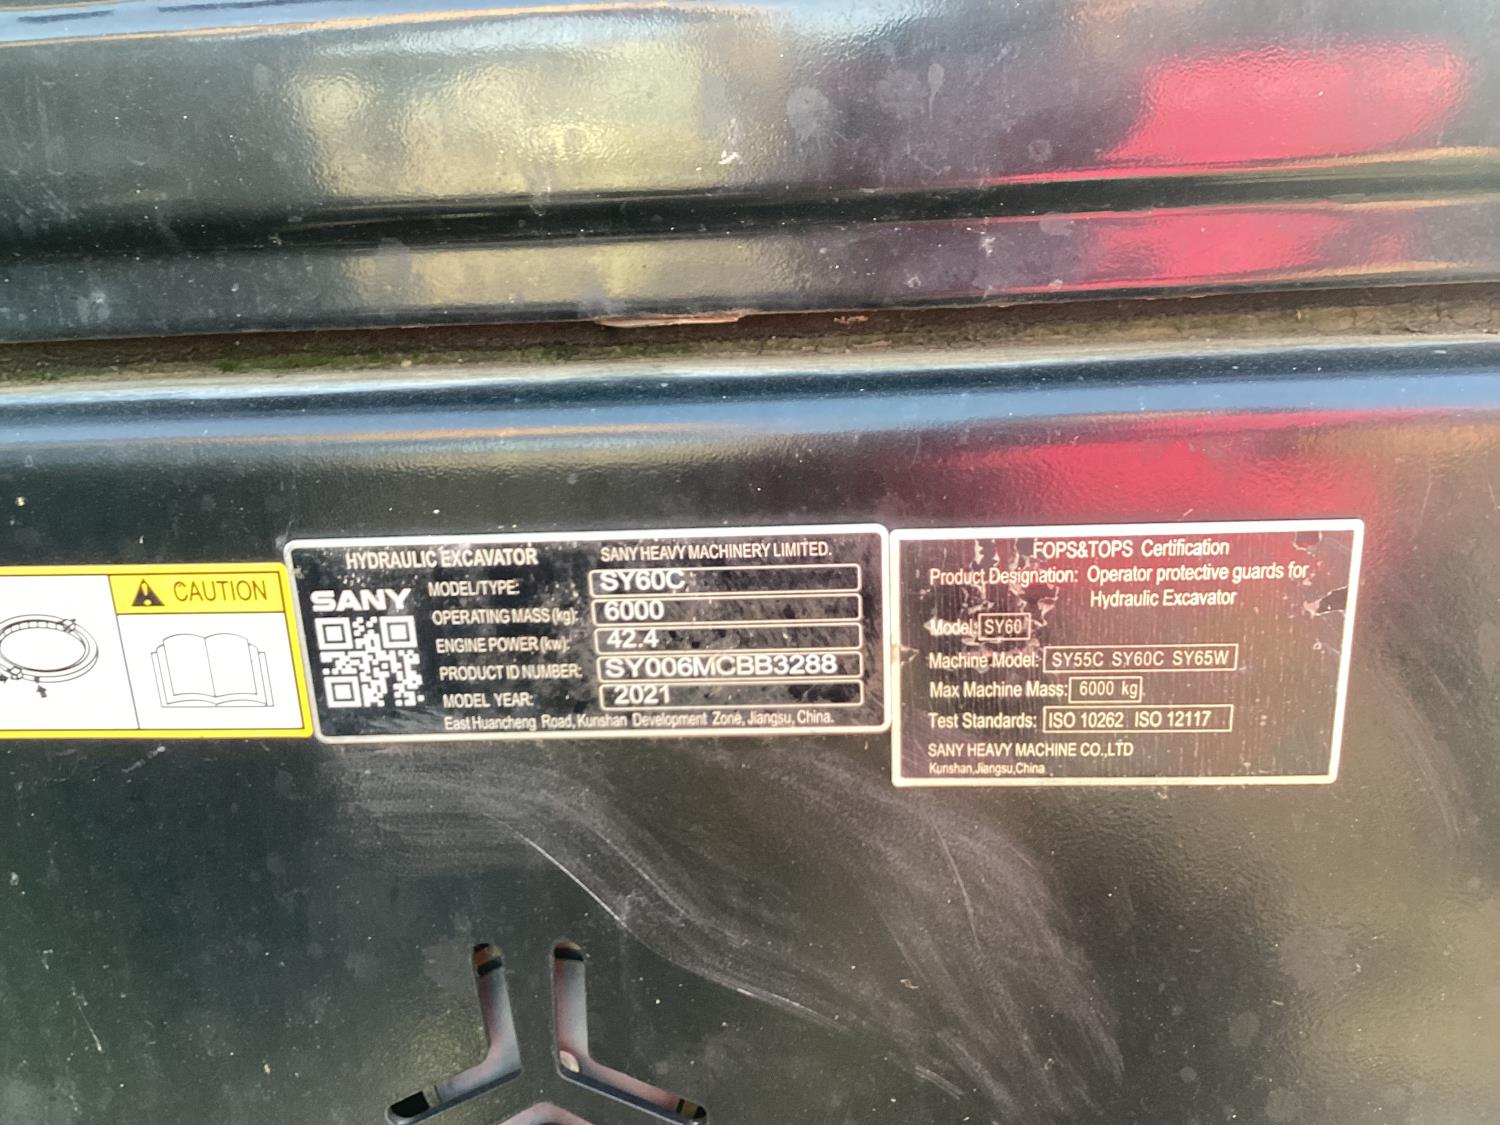 CAUTION
HYDRAULIC EXCAVATOR
SANY HEAVY MACHINERY LIMITED.
SANY
MODEL/TYPE: SY60C
OPERATING MASS (kg): 6000
ENGINE POWER (kw): 42.4
PRODUCT ID NUMBER: SY006MCBB3288
MODEL YEAR: 2021
East Huancheng Road, Kunshan Development Zone, Jiangsu, China.
FOPS&TOPS Certification
Product Designation: Operator protective guards for
Hydraulic Excavator
Model: SY60
Machine Model: SY55C SY60C SY65W
Max Machine Mass: 6000 kg
Test Standards: ISO 10262 ISO 12117
SANY HEAVY MACHINE CO.,LTD
Kunshan,Jiangsu,China